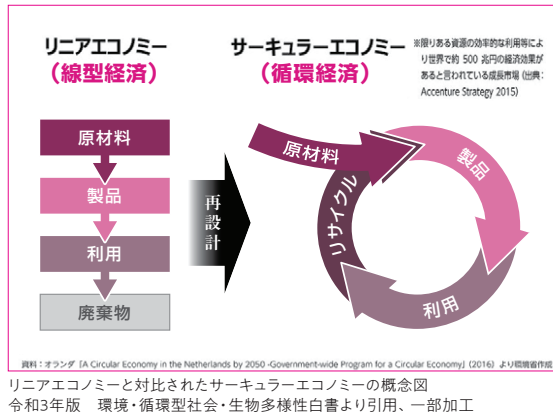 リニアエコノミー
（線型経済）
サーキュラーエコノミー
（循環経済）
※限りある資源の効率的な利用等によ
り世界で約 500 兆円の経済効果が
あると言われている成長市場（出典：
Accenture Strategy 2015）
原材料
製品
利用
廃棄物
再設計
原材料
製品
利用
リサイクル
資料：オランダ「A Circular Economy in the Netherlands by 2050 -Government-wide Program for a Circular Economy」（2016）より環境省作成
リニアエコノミーと対比されたサーキュラーエコノミーの概念図
令和3年版　環境・循環型社会・生物多様性白書より引用、一部加工